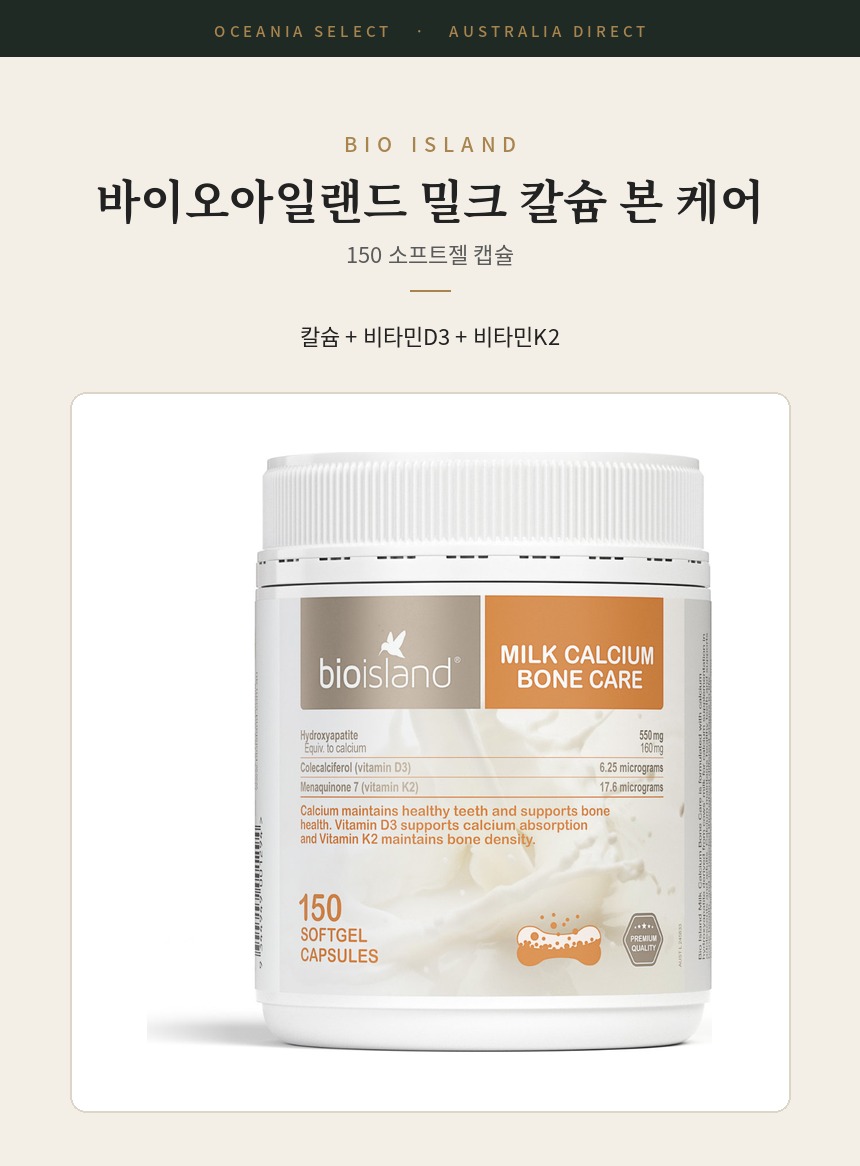 OCEANIA SELECT · AUSTRALIA DIRECT
BIO ISLAND
바이오아일랜드 밀크 칼슘 본 케어
150 소프트젤 캡슐
칼슘 + 비타민D3 + 비타민K2
bioisland®
MILK CALCIUM
BONE CARE
Hydroxyapatite 550 mg
Equiv. to calcium 160 mg
Colecalciferol (vitamin D3) 6.25 micrograms
Menaquinone 7 (vitamin K2) 17.6 micrograms
Calcium maintains healthy teeth and supports bone
health. Vitamin D3 supports calcium absorption
and Vitamin K2 maintains bone density.
150
SOFTGEL
CAPSULES
PREMIUM
QUALITY